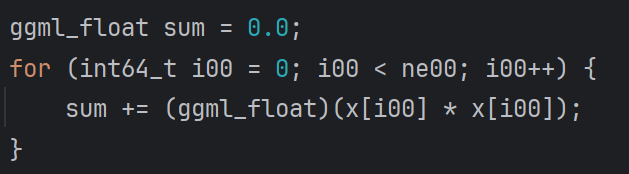 ggml_float sum = 0.0;
for (int64_t i00 = 0; i00 < ne00; i00++) {
    sum += (ggml_float)(x[i00] * x[i00]);
}